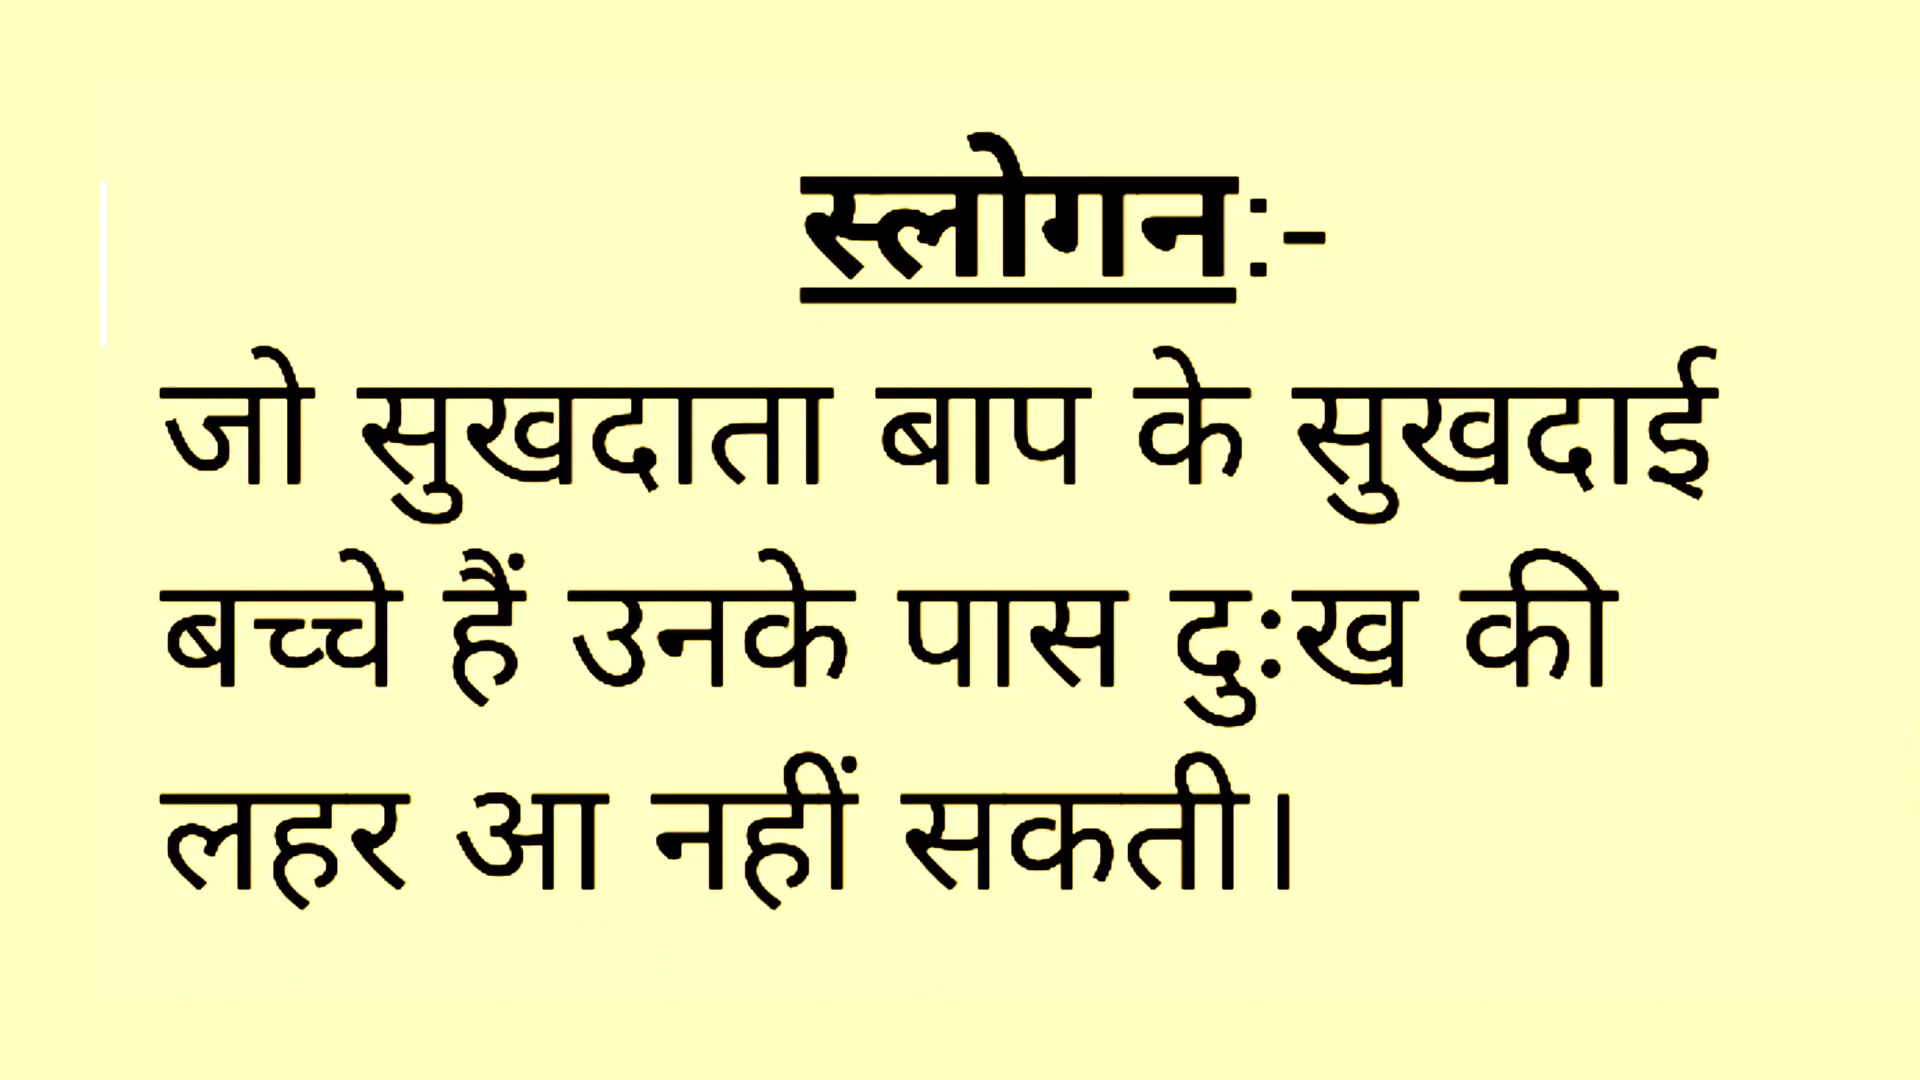 स्लोगन:-
जो सुखदाता बाप के सुखदाई
बच्चे हैं उनके पास दुःख की
लहर आ नहीं सकती।